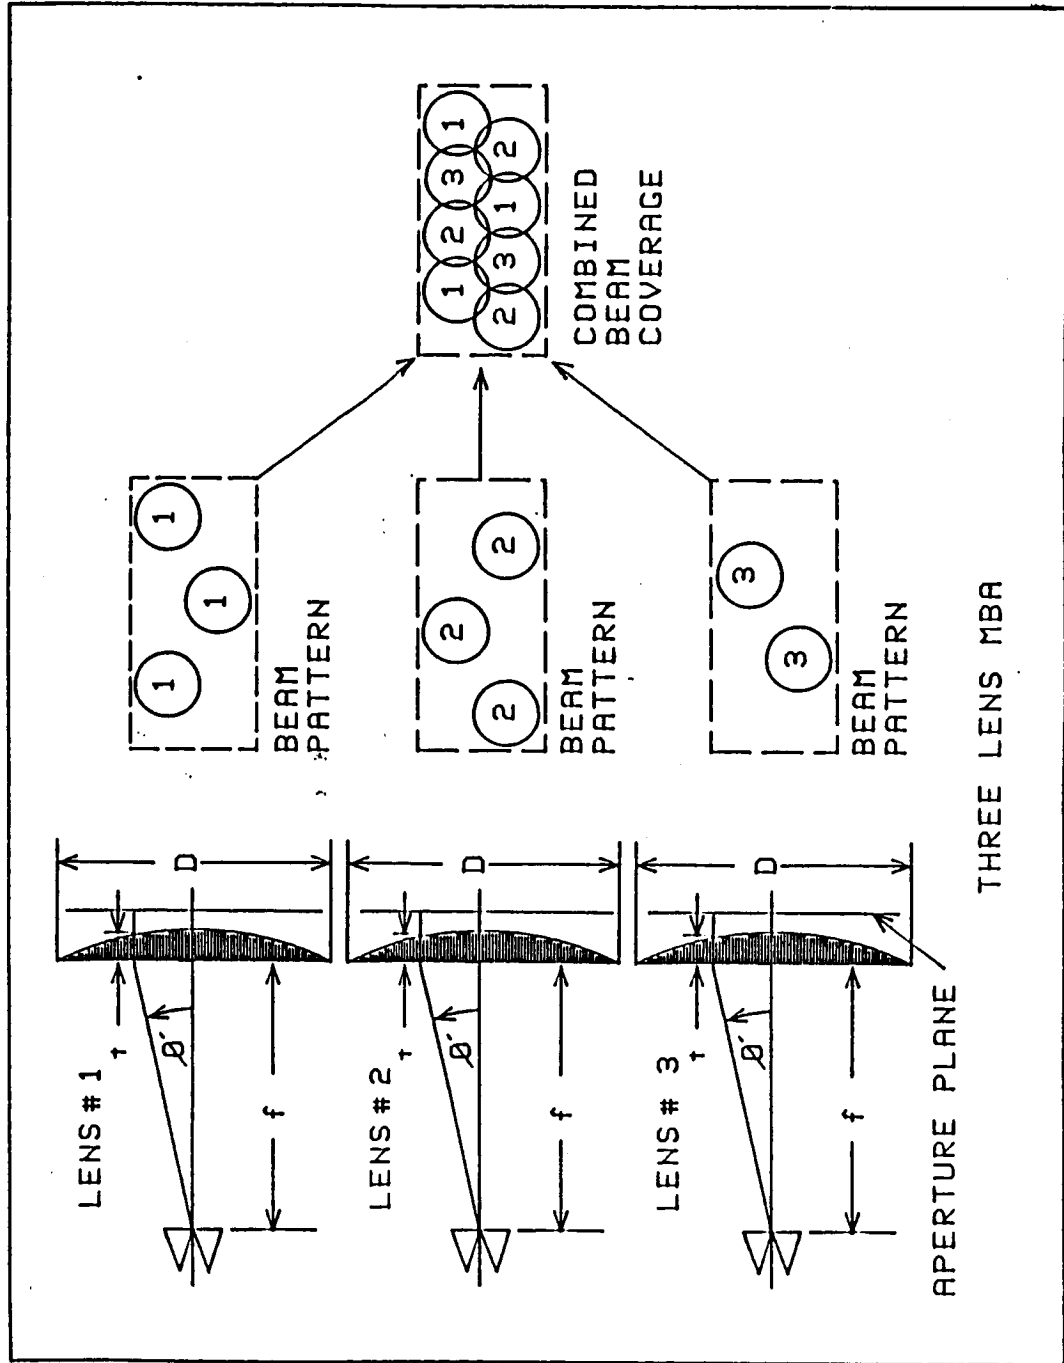 LENS # 1
t
Ø´
f
D
1 1
1
BEAM
PATTERN
LENS # 2
t
Ø´
f
D
2
2 2
BEAM
PATTERN
1 2 3 1
2 3 1 2
COMBINED
BEAM
COVERAGE
LENS # 3
t
Ø´
f
D
3
3
BEAM
PATTERN
APERTURE PLANE
THREE LENS MBA